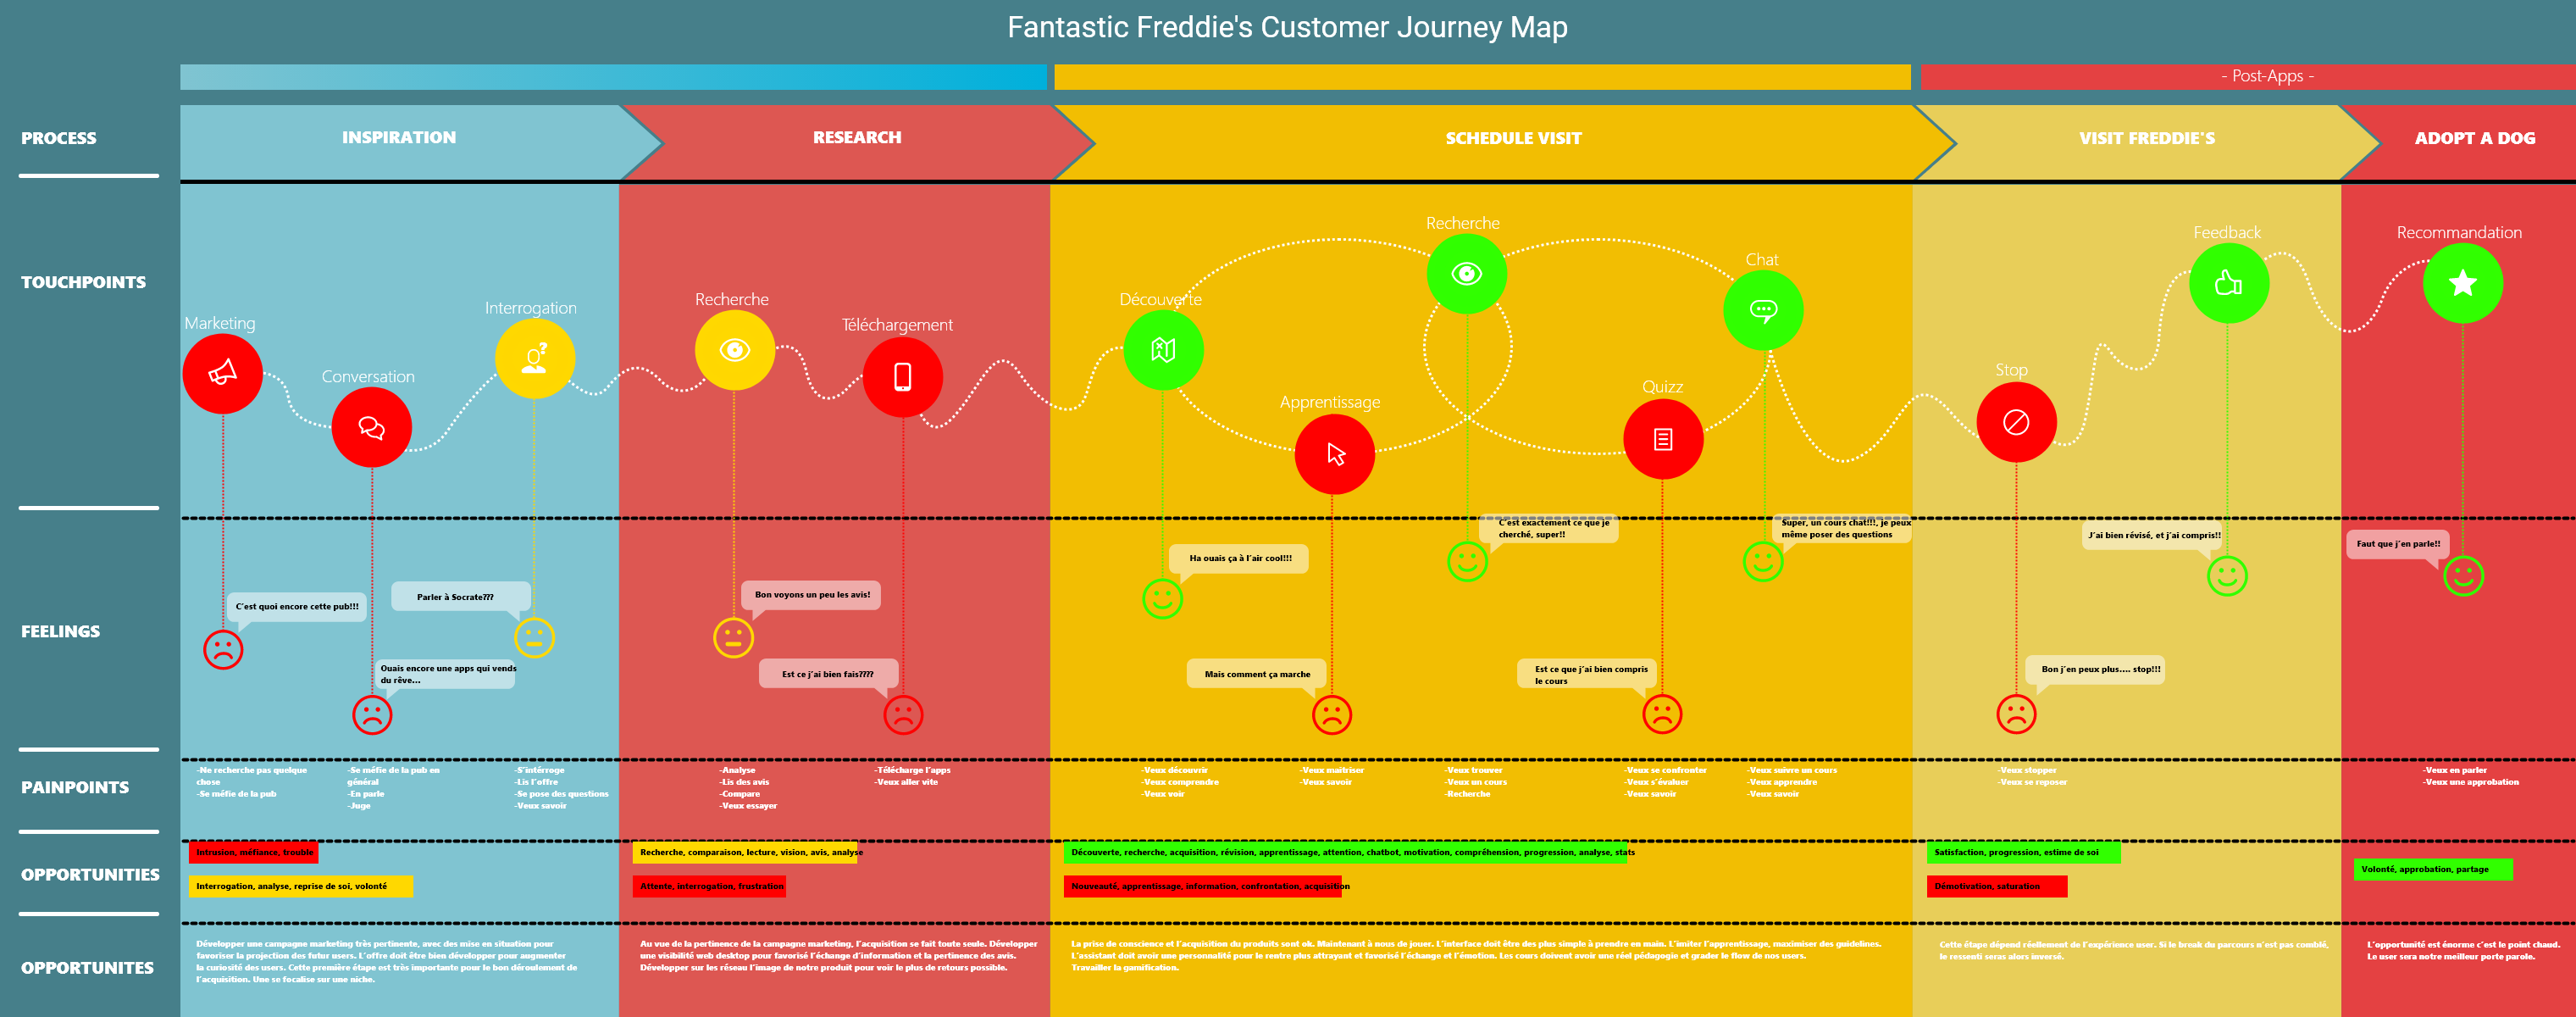 Fantastic Freddie's Customer Journey Map
- Post-Apps -
PROCESS
INSPIRATION
RESEARCH
SCHEDULE VISIT
VISIT FREDDIE'S
ADOPT A DOG
TOUCHPOINTS
Marketing
Conversation
Interrogation
Recherche
Téléchargement
Découverte
Apprentissage
Recherche
Quizz
Chat
Stop
Feedback
Recommandation
FEELINGS
C'est quoi encore cette pub!!!
Ouais encore une apps qui vends
du rêve...
Parler à Socrate???
Bon voyons un peu les avis!
Est ce j'ai bien fais????
Ha ouais ça à l'air cool!!!
Mais comment ça marche
C'est exactement ce que je
cherché, super!!
Est ce que j'ai bien compris
le cours
Super, un cours chat!!!, je peux
même poser des questions
Bon j'en peux plus.... stop!!!
J'ai bien révisé, et j'ai compris!!
Faut que j'en parle!!
PAINPOINTS
-Ne recherche pas quelque
chose
-Se méfie de la pub
-Se méfie de la pub en
général
-En parle
-Juge
-S'intérroge
-Lis l'offre
-Se pose des questions
-Veux savoir
-Analyse
-Lis des avis
-Compare
-Veux essayer
-Télécharge l'apps
-Veux aller vite
-Veux découvrir
-Veux comprendre
-Veux voir
-Veux maitriser
-Veux savoir
-Veux trouver
-Veux un cours
-Recherche
-Veux se confronter
-Veux s'évaluer
-Veux savoir
-Veux suivre un cours
-Veux apprendre
-Veux savoir
-Veux stopper
-Veux se reposer
-Veux en parler
-Veux une approbation
OPPORTUNITIES
Intrusion, méfiance, trouble
Interrogation, analyse, reprise de soi, volonté
Recherche, comparaison, lecture, vision, avis, analyse
Attente, interrogation, frustration
Découverte, recherche, acquisition, révision, apprentissage, attention, chatbot, motivation, compréhension, progression, analyse, stats
Nouveauté, apprentissage, information, confrontation, acquisition
Satisfaction, progression, estime de soi
Démotivation, saturation
Volonté, approbation, partage
OPPORTUNITES
Développer une campagne marketing très pertinente, avec des mise en situation pour
favoriser la projection des futur users. L'offre doit être bien développer pour augmenter
la curiosité des users. Cette première étape est très importante pour le bon déroulement de
l'acquisition. Une se focalise sur une niche.
Au vue de la pertinence de la campagne marketing, l'acquisition se fait toute seule. Développer
une visibilité web desktop pour favorisé l'échange d'information et la pertinence des avis.
Développer sur les réseau l'image de notre produit pour voir le plus de retours possible.
La prise de conscience et l'acquisition du produits sont ok. Maintenant à nous de jouer. L'interface doit être des plus simple à prendre en main. L'imiter l'apprentissage, maximiser des guidelines.
L'assistant doit avoir une personnalité pour le rentre plus attrayant et favorisé l'échange et l'émotion. Les cours doivent avoir une réel pédagogie et grader le flow de nos users.
Travailler la gamification.
Cette étape dépend réellement de l'expérience user. Si le break du parcours n'est pas comblé,
le ressenti seras alors inversé.
L'opportunité est énorme c'est le point chaud.
Le user sera notre meilleur porte parole.